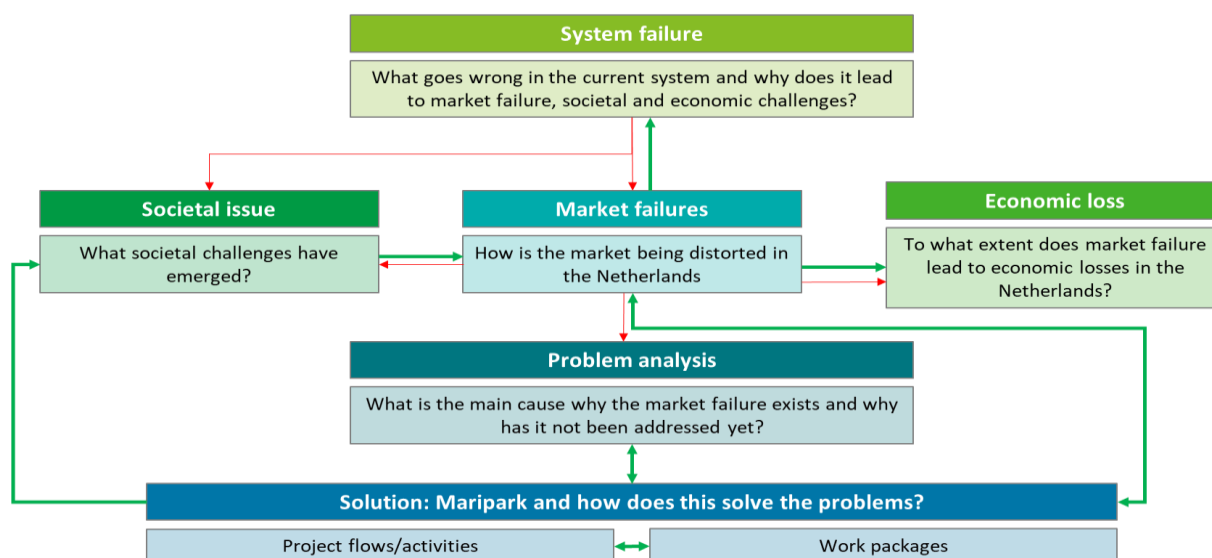 System failure
What goes wrong in the current system and why does it lead
to market failure, societal and economic challenges?
Societal issue
What societal challenges have
emerged?
Market failures
How is the market being distorted in
the Netherlands
Economic loss
To what extent does market failure
lead to economic losses in the
Netherlands?
Problem analysis
What is the main cause why the market failure exists and why
has it not been addressed yet?
Solution: Maripark and how does this solve the problems?
Project flows/activities
Work packages